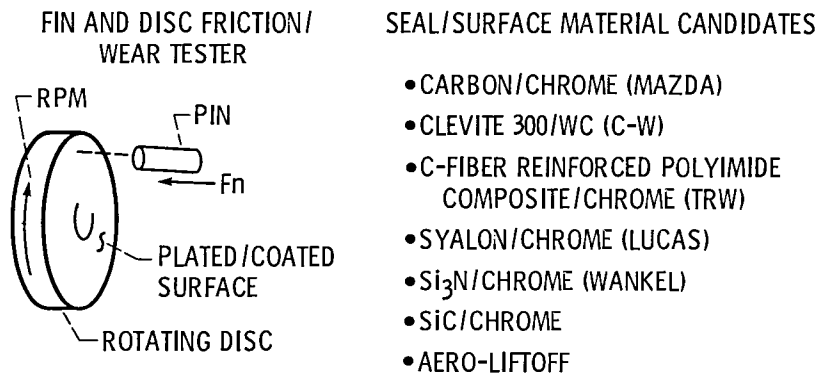 FIN AND DISC FRICTION/
WEAR TESTER
RPM
PIN
Fn
PLATED/COATED
SURFACE
ROTATING DISC
SEAL/SURFACE MATERIAL CANDIDATES
•CARBON/CHROME (MAZDA)
•CLEVITE 300/WC (C-W)
•C-FIBER REINFORCED POLYIMIDE
COMPOSITE/CHROME (TRW)
•SYALON/CHROME (LUCAS)
•Si3N/CHROME (WANKEL)
•SiC/CHROME
•AERO-LIFTOFF